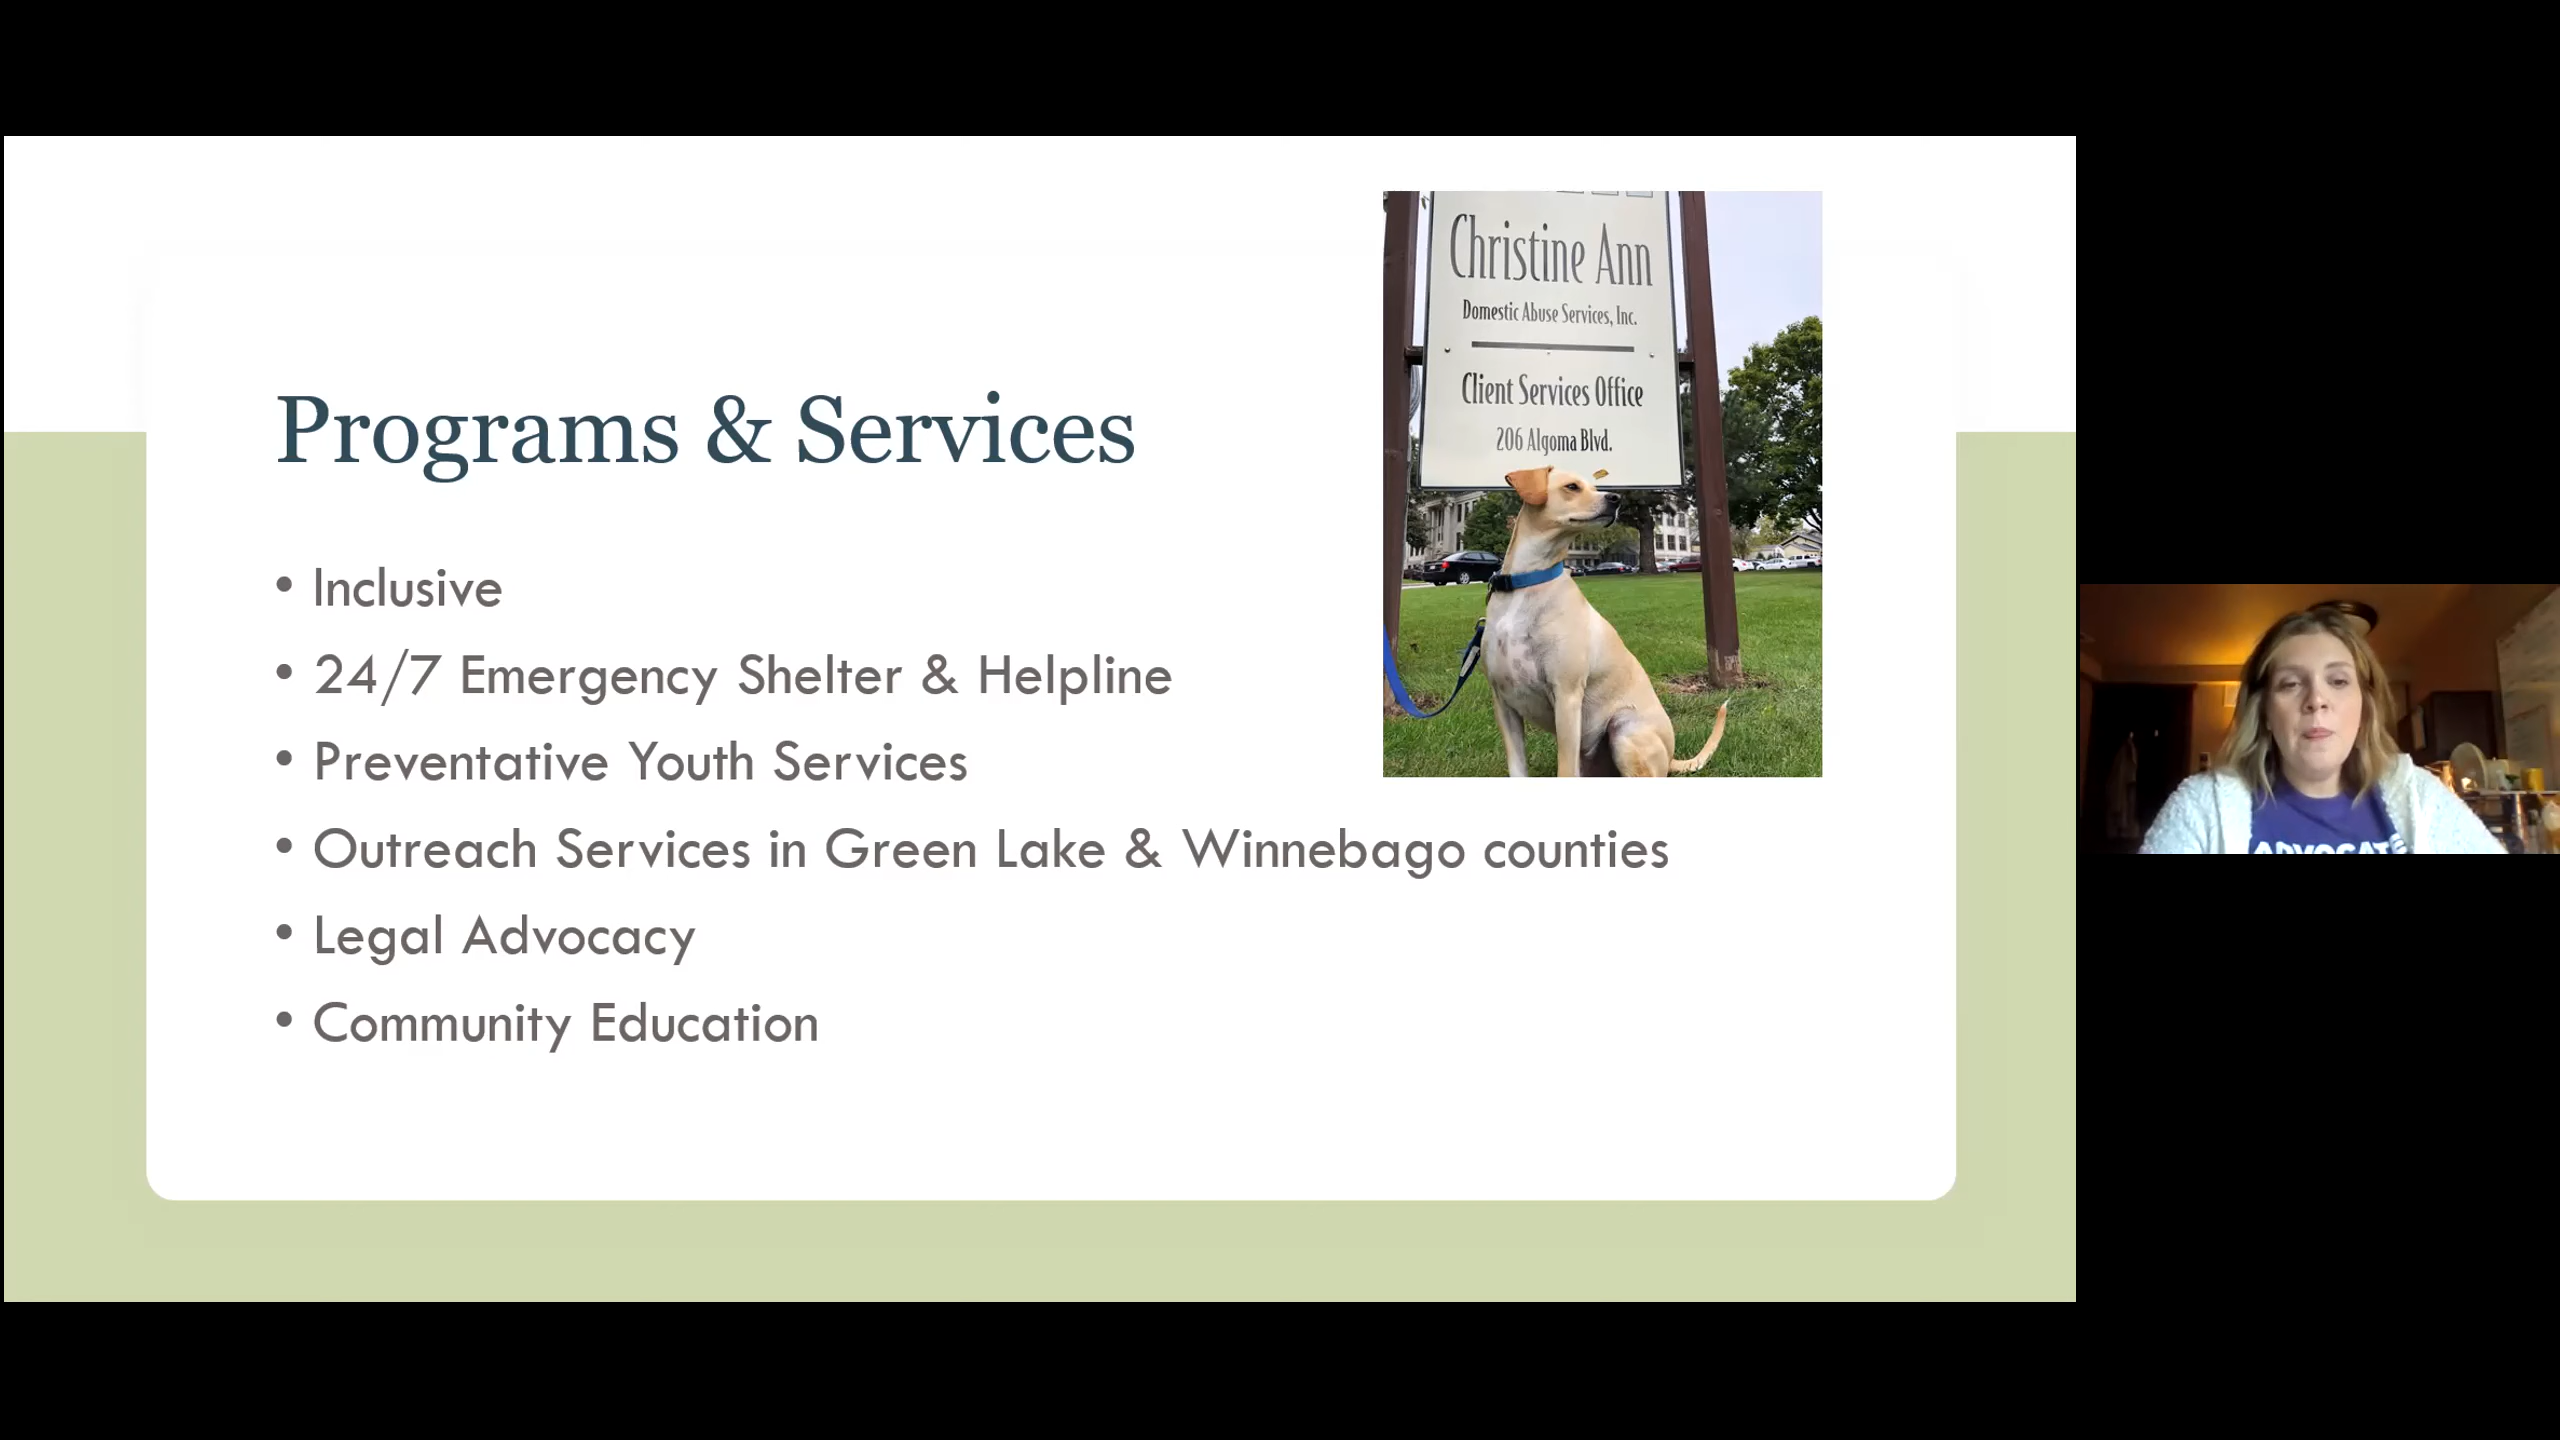 Programs & Services
• Inclusive
• 24/7 Emergency Shelter & Helpline
• Preventative Youth Services
• Outreach Services in Green Lake & Winnebago counties
• Legal Advocacy
• Community Education
Christine Ann
Domestic Abuse Services, Inc.
Client Services Office
206 Algoma Blvd.